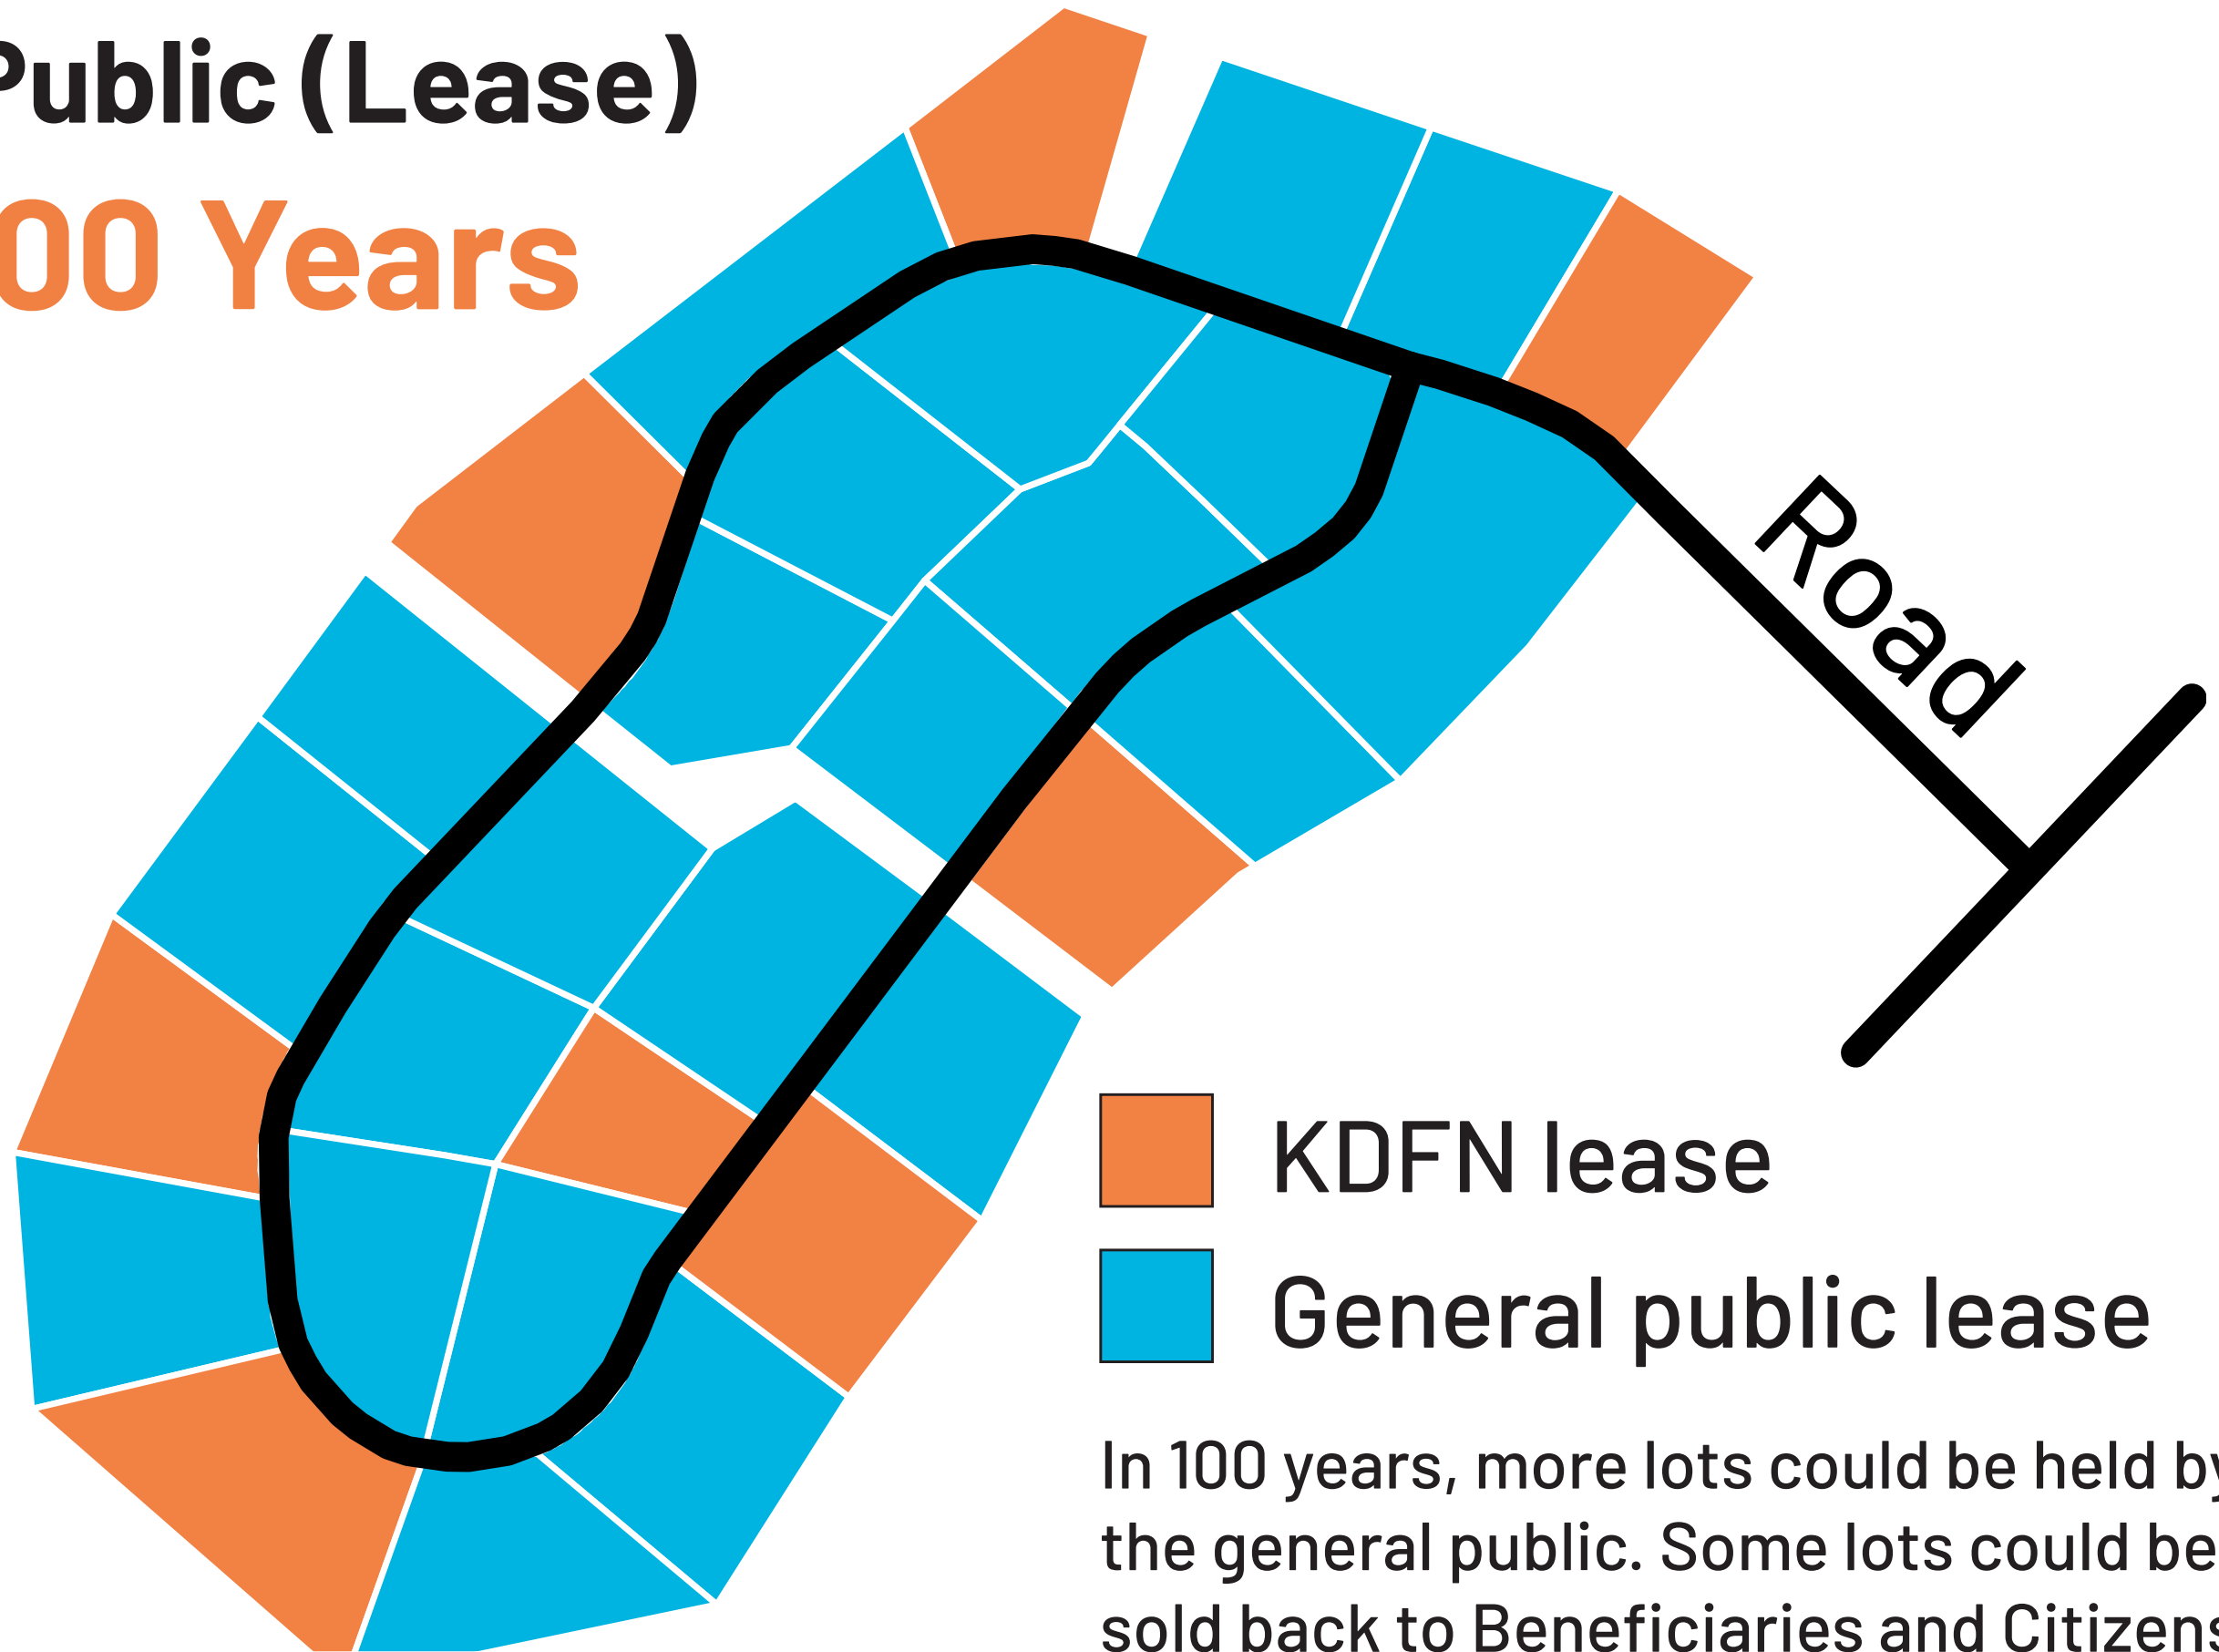 Public (Lease)
00 Years
Road
KDFN lease
General public lease
In 100 years, more lots could be held by
the general public. Some lots could be
sold back to Beneficiaries and Citizens